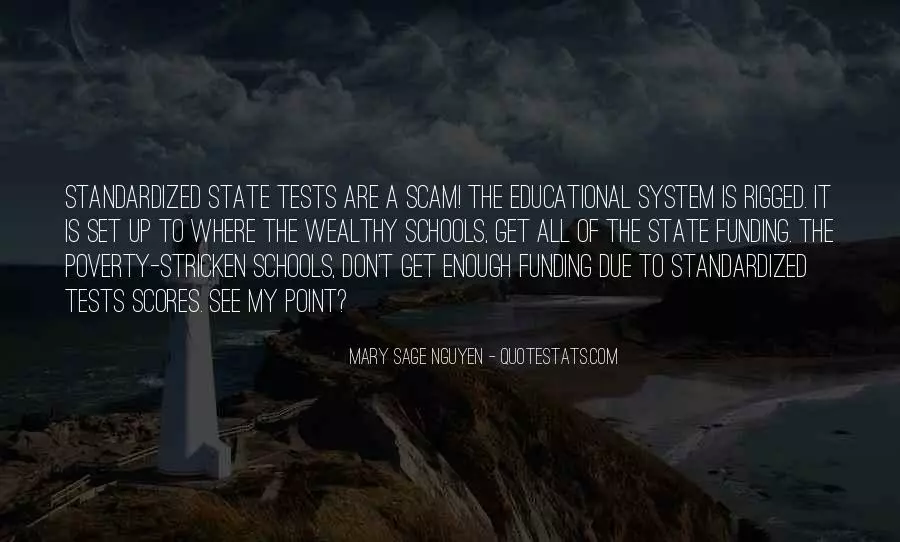 STANDARDIZED STATE TESTS ARE A SCAM! THE EDUCATIONAL SYSTEM IS RIGGED. IT
IS SET UP TO WHERE THE WEALTHY SCHOOLS, GET ALL OF THE STATE FUNDING. THE
POVERTY-STRICKEN SCHOOLS, DON'T GET ENOUGH FUNDING DUE TO STANDARDIZED
TESTS SCORES. SEE MY POINT?
MARY SAGE NGUYEN - QUOTESTATS.COM